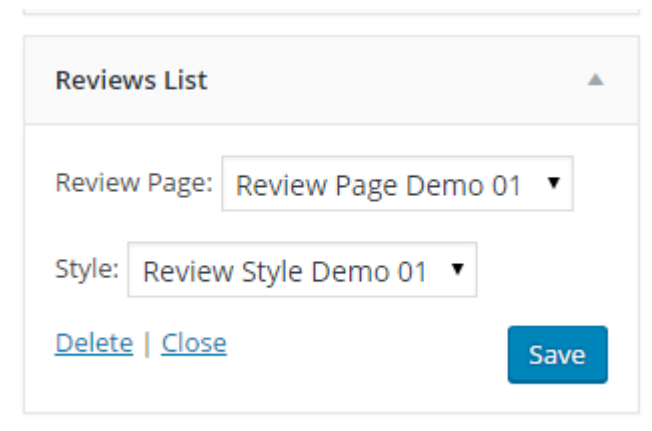 Reviews List
Review Page: Review Page Demo 01
Style: Review Style Demo 01
Delete | Close
Save